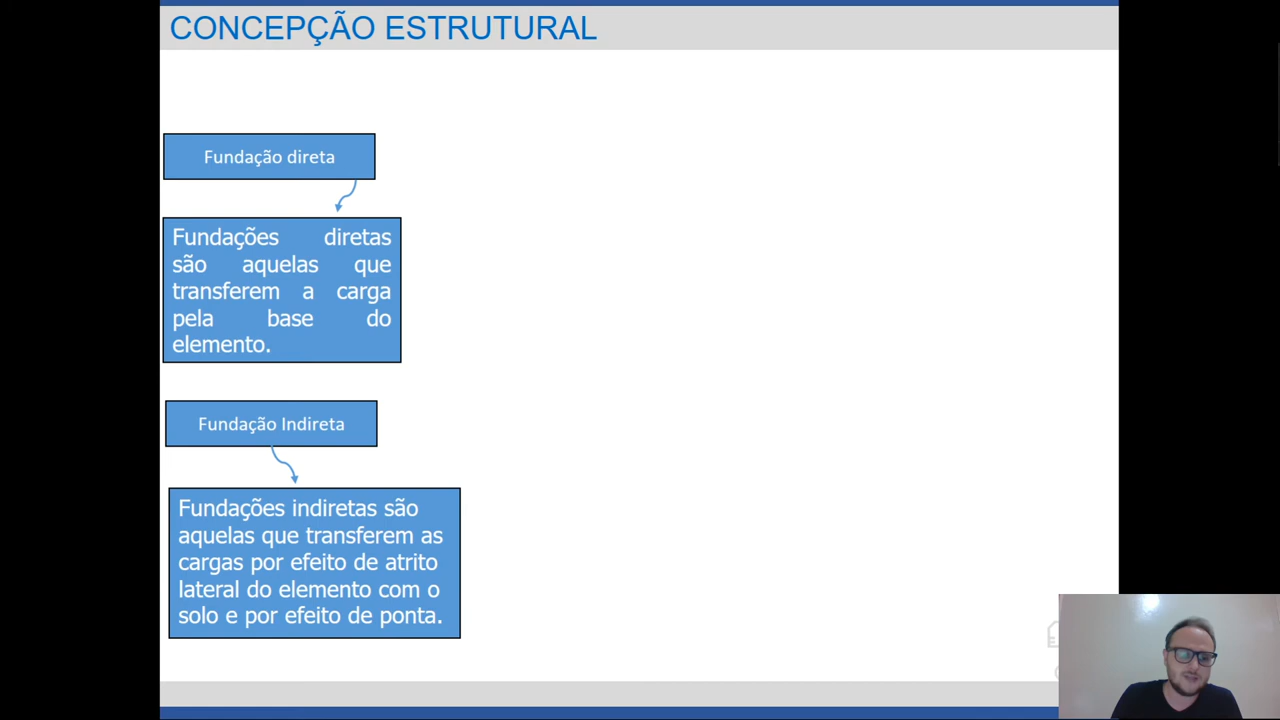 CONCEPÇÃO ESTRUTURAL
Fundação direta
Fundações diretas
são aquelas que
transferem a carga
pela base do
elemento.
Fundação Indireta
Fundações indiretas são
aquelas que transferem as
cargas por efeito de atrito
lateral do elemento com o
solo e por efeito de ponta.